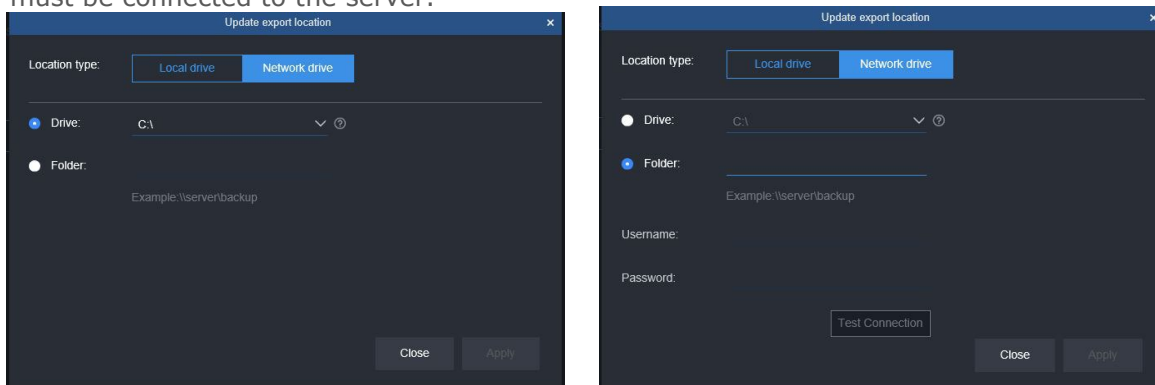 must be connected to the server.
Update export location ×
Location type: Local drive Network drive
Drive: C:\
Folder:
Example:\\server\backup
Close Apply
Update export location ×
Location type: Local drive Network drive
Drive: C:\
Folder:
Example:\\server\backup
Username:
Password:
Test Connection
Close Apply